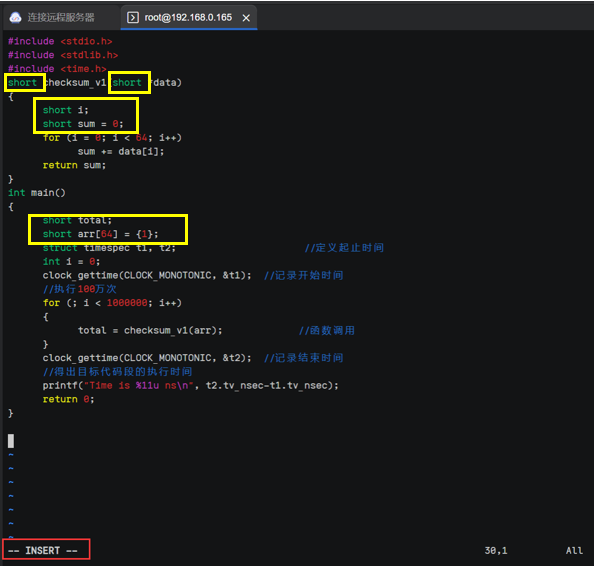 连接远程服务器
root@192.168.0.165 ×
#include <stdio.h>
#include <stdlib.h>
#include <time.h>
short checksum_v1 short data)
{
short i;
short sum = 0;
for (i = 0; i < 64; i++)
sum += data[i];
return sum;
}
int main()
{
short total;
short arr[64] = {1};
struct timespec t1, t2; //定义起止时间
int i = 0;
clock_gettime(CLOCK_MONOTONIC, &t1); //记录开始时间
//执行100万次
for (; i < 1000000; i++)
{
total = checksum_v1(arr); //函数调用
}
clock_gettime(CLOCK_MONOTONIC, &t2); //记录结束时间
//得出目标代码段的执行时间
printf("Time is %11u ns\n", t2.tv_nsec-t1.tv_nsec);
return 0;
}
~
~
~
~
~
~
~
-- INSERT -- 30,1 All